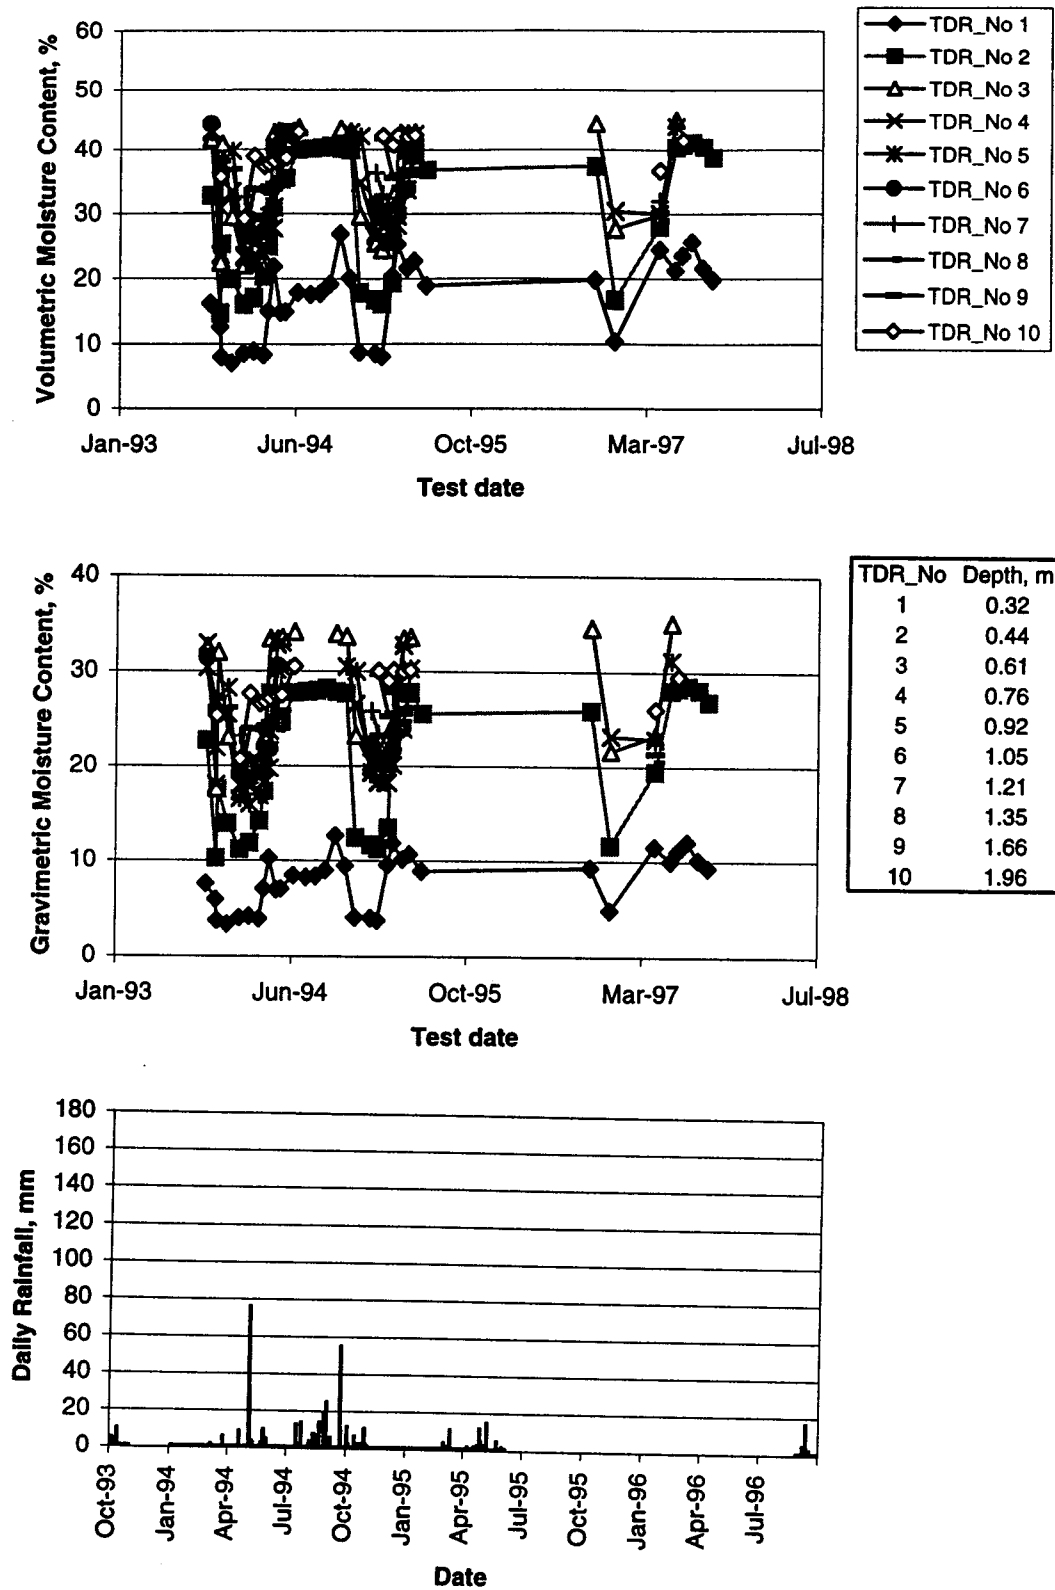 Volumetric Moisture Content, %
60
50
40
30
20
10
0
Jan-93 Jun-94 Oct-95 Mar-97 Jul-98
Test date
TDR_No 1
TDR_No 2
TDR_No 3
TDR_No 4
TDR_No 5
TDR_No 6
TDR_No 7
TDR_No 8
TDR_No 9
TDR_No 10
Gravimetric Moisture Content, %
40
30
20
10
0
Jan-93 Jun-94 Oct-95 Mar-97 Jul-98
Test date
TDR_No Depth, m
1 0.32
2 0.44
3 0.61
4 0.76
5 0.92
6 1.05
7 1.21
8 1.35
9 1.66
10 1.96
Daily Rainfall, mm
180
160
140
120
100
80
60
40
20
0
Oct-93 Jan-94 Apr-94 Jul-94 Oct-94 Jan-95 Apr-95 Jul-95 Oct-95 Jan-96 Apr-96 Jul-96
Date